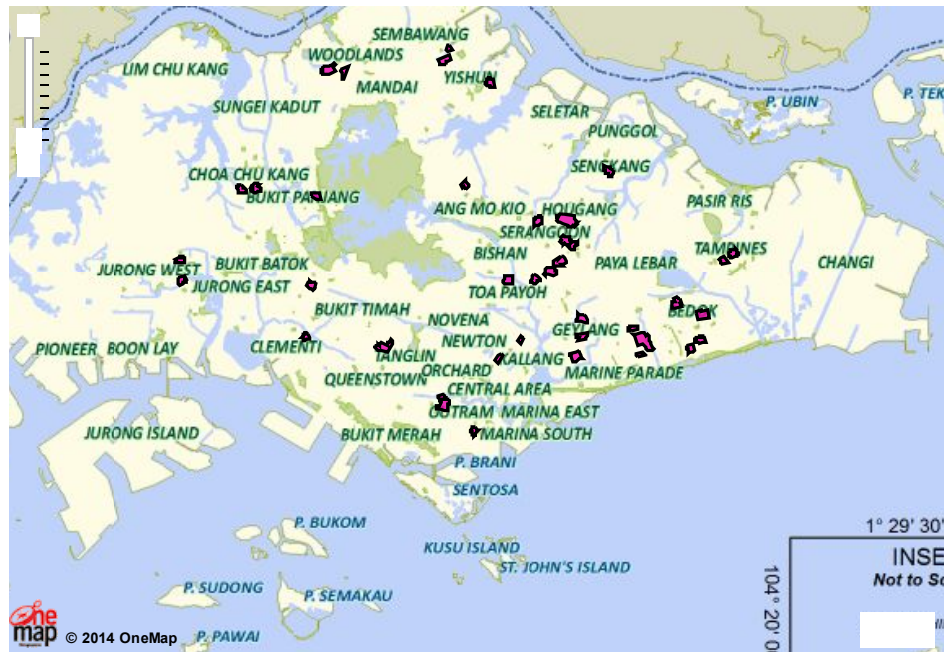 SEMBAWANG
WOODLANDS
LIM CHU KANG
YISHUN
MANDAI
P. UBIN
P. TEK
SUNGEI KADUT
SELETAR
PUNGGOL
SENGKANG
CHOA CHU KANG
BUKIT PANJANG
PASIR RIS
ANG MO KIO
HOUGANG
SERANGOON
TAMPINES
BISHAN
PAYA LEBAR
CHANGI
JURONG WEST
BUKIT BATOK
JURONG EAST
TOA PAYOH
BUKIT TIMAH
BEDOK
NOVENA
GEYLANG
NEWTON
PIONEER
BOON LAY
CLEMENTI
TANGLIN
KALLANG
ORCHARD
MARINE PARADE
QUEENSTOWN
CENTRAL AREA
OUTRAM
MARINA EAST
JURONG ISLAND
BUKIT MERAH
MARINA SOUTH
P. BRANI
SENTOSA
P. BUKOM
1° 29' 30'
KUSU ISLAND
INSE
ST. JOHN'S ISLAND
Not to Sc
P. SUDONG
P. SEMAKAU
104° 20' 0
one
map
© 2014 OneMap
P. PAWAI